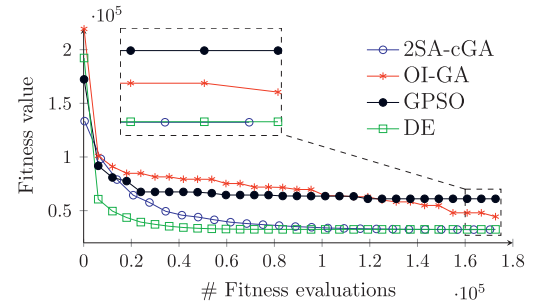 ·10⁵
2
1.5
1
0.5
Fitness value
2SA-cGA
OI-GA
GPSO
DE
0 0.2 0.4 0.6 0.8 1 1.2 1.4 1.6 1.8
# Fitness evaluations
·10⁵